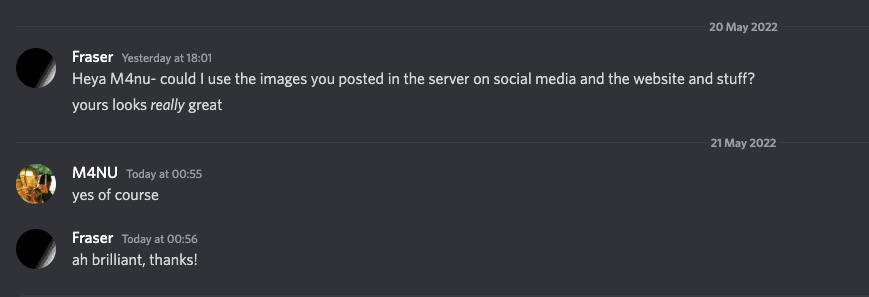 20 May 2022
Fraser Yesterday at 18:01
Heya M4nu- could I use the images you posted in the server on social media and the website and stuff?
yours looks really great
21 May 2022
M4NU Today at 00:55
yes of course
Fraser Today at 00:56
ah brilliant, thanks!